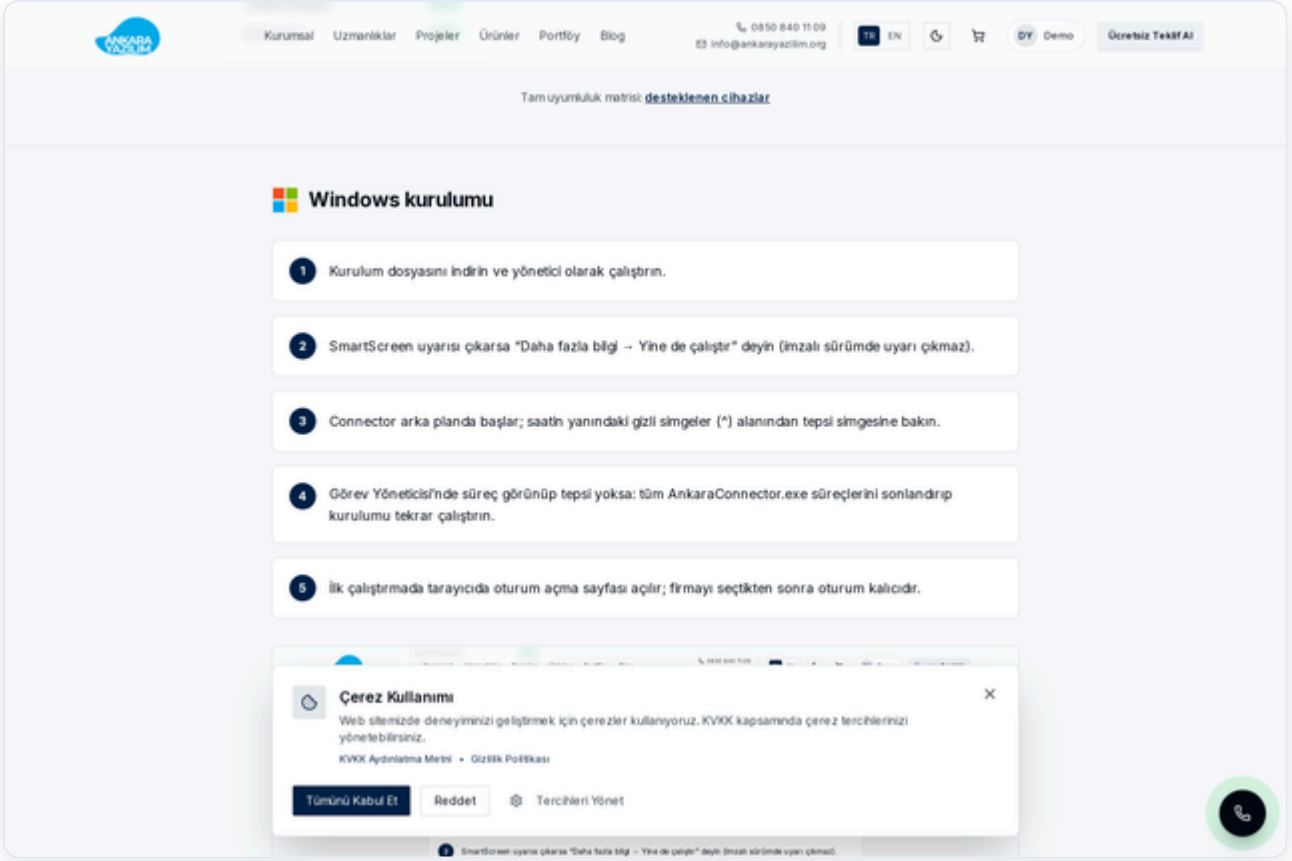 ANKARA
YAZILIM
Kurumsal Uzmanlıklar Projeler Ürünler Portföy Blog
0850 840 11 09
info@ankarayazilim.org
TR EN
DY Demo
Ücretsiz Teklif Al
Tam uyumluluk matrisi: desteklenen cihazlar
Windows kurulumu
1 Kurulum dosyasını indirin ve yönetici olarak çalıştırın.
2 SmartScreen uyarısı çıkarsa "Daha fazla bilgi → Yine de çalıştır" deyin (imzalı sürümde uyarı çıkmaz).
3 Connector arka planda başlar; saatin yanındaki gizli simgeler (^) alanından tepsi simgesine bakın.
4 Görev Yöneticisi'nde süreç görünüp tepsi yoksa: tüm AnkaraConnector.exe süreçlerini sonlandırıp
kurulumu tekrar çalıştırın.
5 İlk çalıştırmada tarayıcıda oturum açma sayfası açılır; firmayı seçtikten sonra oturum kalıcıdır.
0850 840 11 09
Çerez Kullanımı
Web sitemizde deneyiminizi geliştirmek için çerezler kullanıyoruz. KVKK kapsamında çerez tercihlerinizi
yönetebilirsiniz.
KVKK Aydınlatma Metni • Gizlilik Politikası
Tümünü Kabul Et Reddet Tercihleri Yönet
2 SmartScreen uyarısı çıkarsa "Daha fazla bilgi → Yine de çalıştır" deyin (imzalı sürümde uyarı çıkmaz).